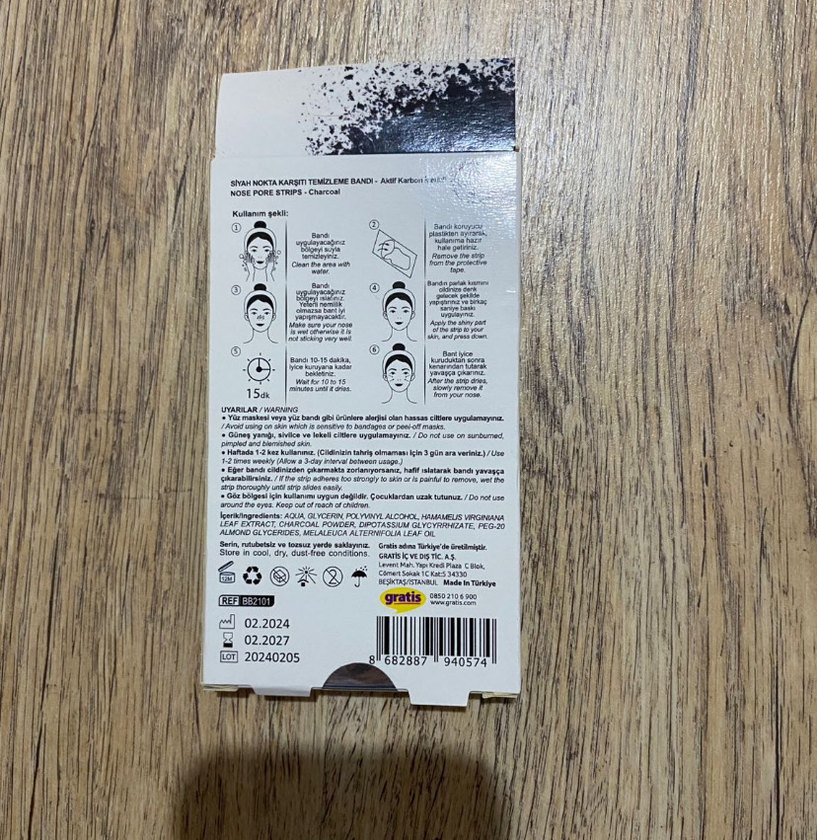 SİYAH NOKTA KARŞITI TEMİZLEME BANDI - Aktif Karbon
NOSE PORE STRIPS - Charcoal
Kullanım şekli:
1
Bandı
uygulayacağınız
bölgeyi suyla
temizleyiniz.
Clean the area with
water.
2
Bandı koruyucu
plastikten ayırarak,
kullanıma hazır
hale getiriniz.
Remove the strip
from the protective
tape.
3
Bandı
uygulayacağınız
bölgeyi ıslatınız.
Yeterli nemlilik
olmazsa bant iyi
yapışmayacaktır.
Make sure your nose
is wet otherwise it is
not sticking very well.
4
Bandın parlak kısmını
cildinize denk
gelecek şekilde
yapıştırınız ve birkaç
saniye baskı
uygulayınız.
Apply the shiny part
of the strip to your
skin, and press down.
5
15dk
Bandı 10-15 dakika,
iyice kuruyana kadar
bekletiniz.
Wait for 10 to 15
minutes until it dries.
6
Bant iyice
kuruduktan sonra
kenarından tutarak
yavaşça çıkarınız.
After the strip dries,
slowly remove it
from your nose.
UYARILAR / WARNING
● Yüz maskesi veya yüz bandı gibi ürünlere alerjisi olan hassas ciltlere uygulamayınız.
/ Avoid using on skin which is sensitive to bandages or peel-off masks.
● Güneş yanığı, sivilce ve lekeli ciltlere uygulamayınız. / Do not use on sunburned,
pimpled and blemished skin.
● Haftada 1-2 kez kullanınız. (Cildinizin tahriş olmaması için 3 gün ara veriniz.) / Use
1-2 times weekly (Allow a 3-day interval between usage.)
● Eğer bandı cildinizden çıkarmakta zorlanıyorsanız, hafif ıslatarak bandı yavaşça
çıkarabilirsiniz. / If the strip adheres too strongly to skin or is painful to remove, wet the
strip thoroughly until strip slides easily.
● Göz bölgesi için kullanımı uygun değildir. Çocuklardan uzak tutunuz. / Do not use
around the eyes. Keep out of reach of children.
İçerik/Ingredients: AQUA, GLYCERIN, POLYVINYL ALCOHOL, HAMAMELIS VIRGINIANA
LEAF EXTRACT, CHARCOAL POWDER, DIPOTASSIUM GLYCYRRHIZATE, PEG-20
ALMOND GLYCERIDES, MELALEUCA ALTERNIFOLIA LEAF OIL
Serin, rutubetsiz ve tozsuz yerde saklayınız.
Store in cool, dry, dust-free conditions.
Gratis adına Türkiye'de üretilmiştir.
GRATİS İÇ VE DIŞ TİC. A.Ş.
Levent Mah. Yapı Kredi Plaza C Blok,
Cömert Sokak 1C Kat:5 34330
BEŞİKTAŞ/İSTANBUL Made In Türkiye
12M
gratis
0850 210 6 900
www.gratis.com
REF BB2101
02.2024
02.2027
LOT 20240205
8 682887 940574